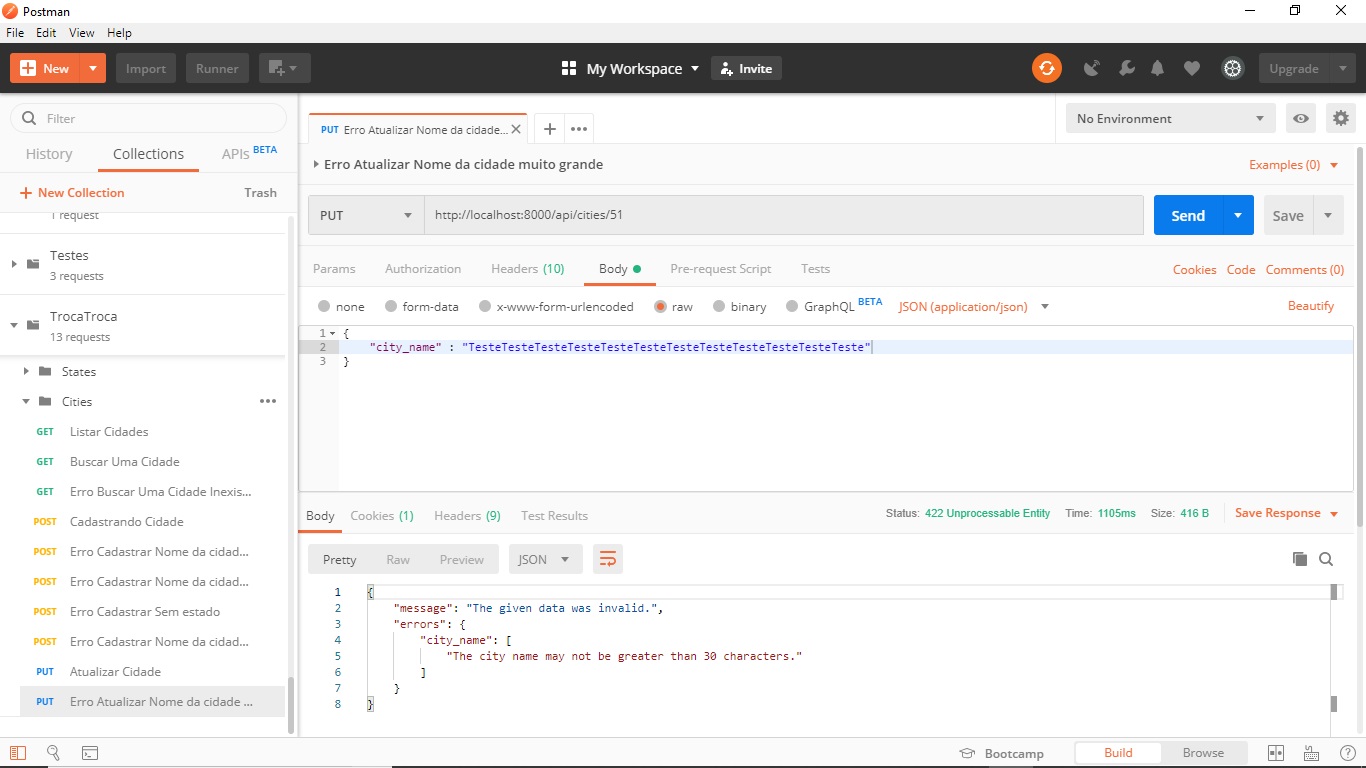 Postman
File Edit View Help
New Import Runner My Workspace Invite Upgrade
Filter
History Collections APIs BETA
New Collection Trash
1 request
Testes
3 requests
TrocaTroca
13 requests
States
Cities
GET Listar Cidades
GET Buscar Uma Cidade
GET Erro Buscar Uma Cidade Inexis...
POST Cadastrando Cidade
POST Erro Cadastrar Nome da cidad...
POST Erro Cadastrar Nome da cidad...
POST Erro Cadastrar Sem estado
POST Erro Cadastrar Nome da cidad...
PUT Atualizar Cidade
PUT Erro Atualizar Nome da cidade ...
PUT Erro Atualizar Nome da cidade...
No Environment
Erro Atualizar Nome da cidade muito grande
Examples (0)
PUT http://localhost:8000/api/cities/51 Send Save
Params Authorization Headers (10) Body Pre-request Script Tests Cookies Code Comments (0)
none form-data x-www-form-urlencoded raw binary GraphQL BETA JSON (application/json) Beautify
1 {
2 "city_name" : "TesteTesteTesteTesteTesteTesteTesteTesteTesteTesteTesteTeste"
3 }
Body Cookies (1) Headers (9) Test Results Status: 422 Unprocessable Entity Time: 1105ms Size: 416 B Save Response
Pretty Raw Preview JSON
1 {
2 "message": "The given data was invalid.",
3 "errors": {
4 "city_name": [
5 "The city name may not be greater than 30 characters."
6 ]
7 }
8 }
Bootcamp Build Browse